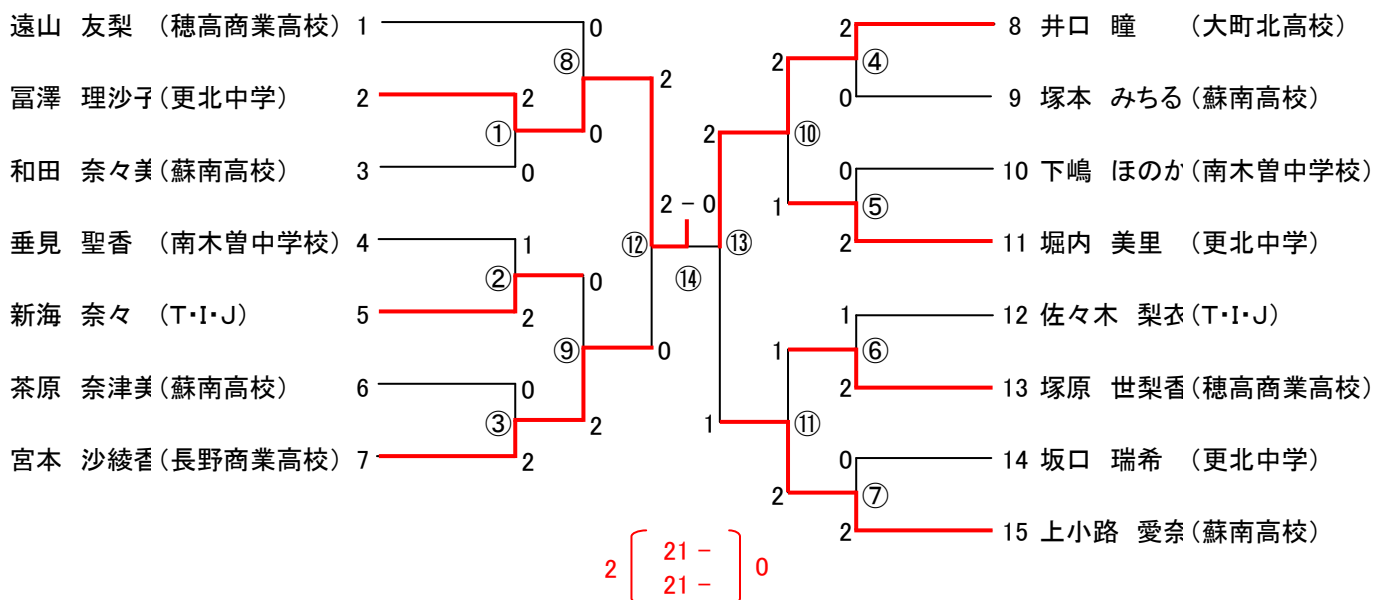 遠山 友梨 (穂高商業高校) 1
0
⑧
2
冨澤 理沙子(更北中学) 2
2
①
0
和田 奈々美(蘇南高校) 3
0
垂見 聖香 (南木曽中学校) 4
1
②
0
新海 奈々 (T・I・J) 5
2
⑨
0
茶原 奈津美(蘇南高校) 6
0
③
2
宮本 沙綾香(長野商業高校) 7
2
⑫
2 − 0
⑭
⑬
2
8 井口 瞳 (大町北高校)
2
④
0
9 塚本 みちる(蘇南高校)
2
⑩
0
10 下嶋 ほのか(南木曽中学校)
1
⑤
2
11 堀内 美里 (更北中学)
1
12 佐々木 梨衣(T・I・J)
1
⑥
2
13 塚原 世梨香(穂高商業高校)
1
⑪
0
14 坂口 瑞希 (更北中学)
2
⑦
2
15 上小路 愛奈(蘇南高校)
21 −
2 0
21 −